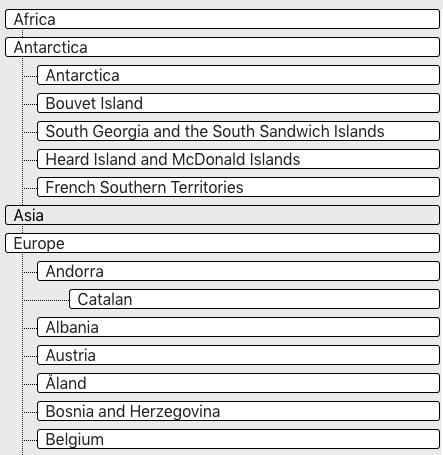 Africa
Antarctica
Antarctica
Bouvet Island
South Georgia and the South Sandwich Islands
Heard Island and McDonald Islands
French Southern Territories
Asia
Europe
Andorra
Catalan
Albania
Austria
Åland
Bosnia and Herzegovina
Belgium